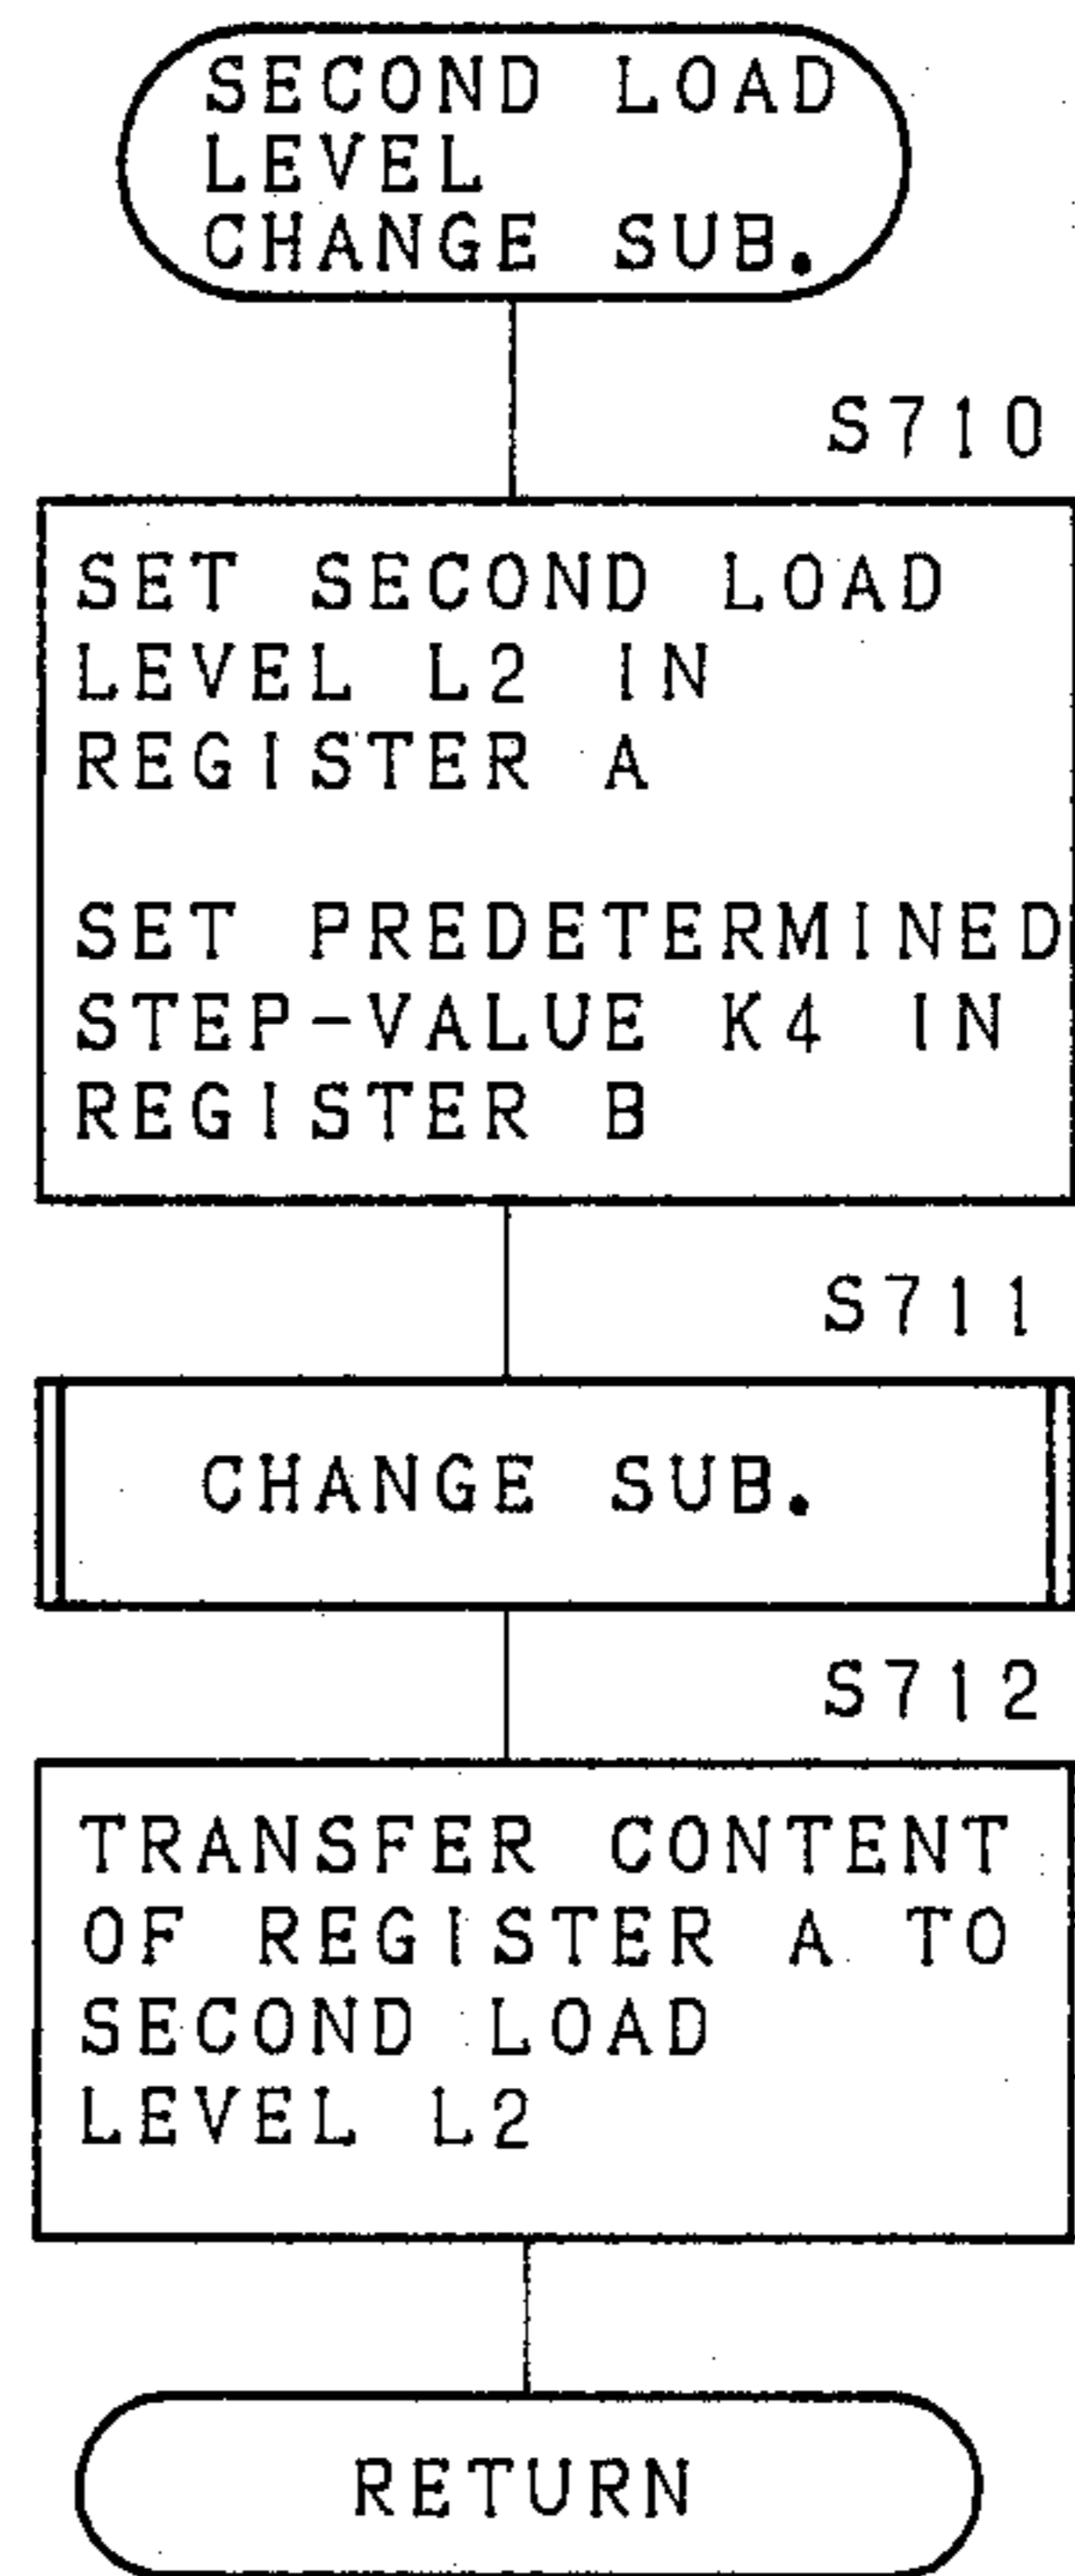 SECOND LOAD
LEVEL
CHANGE SUB.
S710
SET SECOND LOAD
LEVEL L2 IN
REGISTER A
SET PREDETERMINED
STEP-VALUE K4 IN
REGISTER B
S711
CHANGE SUB.
S712
TRANSFER CONTENT
OF REGISTER A TO
SECOND LOAD
LEVEL L2
RETURN